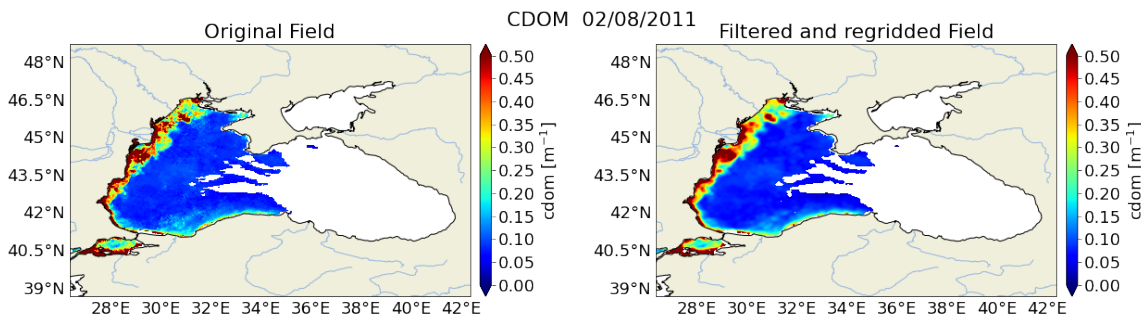 CDOM  02/08/2011
Original Field
48°N
46.5°N
45°N
43.5°N
42°N
40.5°N
39°N
28°E 30°E 32°E 34°E 36°E 38°E 40°E 42°E
0.50
0.45
0.40
0.35
0.30
0.25
0.20
0.15
0.10
0.05
0.00
cdom [m⁻¹]
Filtered and regridded Field
48°N
46.5°N
45°N
43.5°N
42°N
40.5°N
39°N
28°E 30°E 32°E 34°E 36°E 38°E 40°E 42°E
0.50
0.45
0.40
0.35
0.30
0.25
0.20
0.15
0.10
0.05
0.00
cdom [m⁻¹]